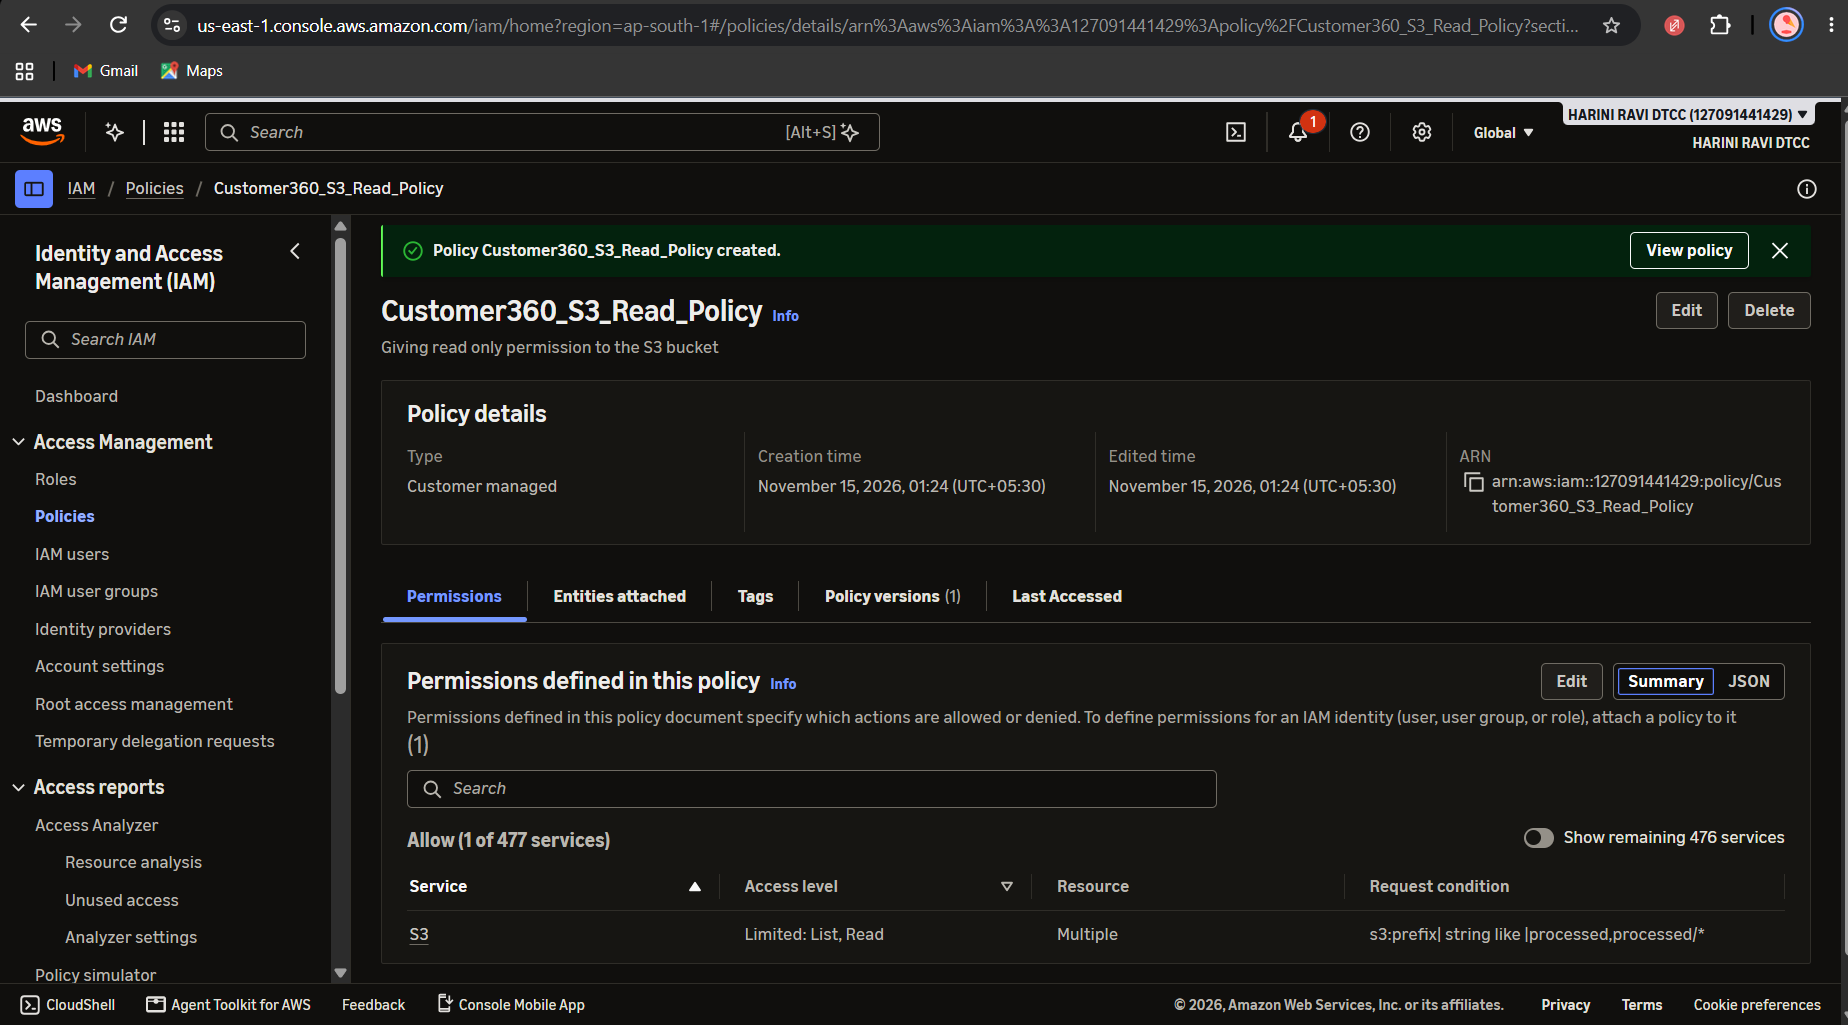 us-east-1.console.aws.amazon.com/iam/home?region=ap-south-1#/policies/details/arn%3Aaws%3Aiam%3A%3A127091441429%3Apolicy%2FCustomer360_S3_Read_Policy?secti...
Gmail Maps
aws Search [Alt+S] 1 Global HARINI RAVI DTCC (127091441429)
HARINI RAVI DTCC
IAM / Policies / Customer360_S3_Read_Policy
Identity and Access
Management (IAM)
Search IAM
Dashboard
Access Management
Roles
Policies
IAM users
IAM user groups
Identity providers
Account settings
Root access management
Temporary delegation requests
Access reports
Access Analyzer
Resource analysis
Unused access
Analyzer settings
Policy simulator
Policy Customer360_S3_Read_Policy created. View policy
Customer360_S3_Read_Policy Info Edit Delete
Giving read only permission to the S3 bucket
Policy details
Type
Customer managed
Creation time
November 15, 2026, 01:24 (UTC+05:30)
Edited time
November 15, 2026, 01:24 (UTC+05:30)
ARN
arn:aws:iam::127091441429:policy/Cus
tomer360_S3_Read_Policy
Permissions Entities attached Tags Policy versions (1) Last Accessed
Permissions defined in this policy Info Edit Summary JSON
Permissions defined in this policy document specify which actions are allowed or denied. To define permissions for an IAM identity (user, user group, or role), attach a policy to it
(1)
Search
Allow (1 of 477 services) Show remaining 476 services
Service Access level Resource Request condition
S3 Limited: List, Read Multiple s3:prefix| string like |processed,processed/*
CloudShell Agent Toolkit for AWS Feedback Console Mobile App © 2026, Amazon Web Services, Inc. or its affiliates. Privacy Terms Cookie preferences